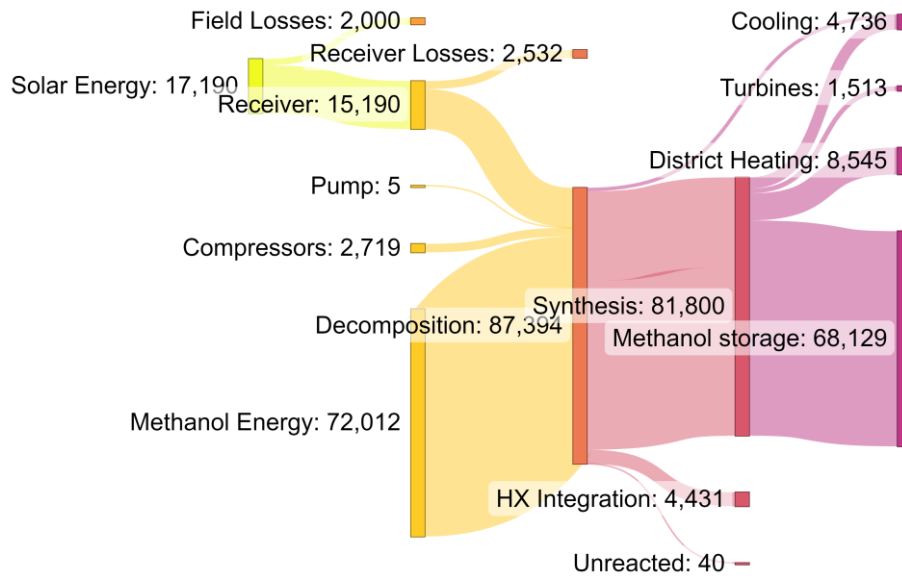 Field Losses: 2,000
Cooling: 4,736
Receiver Losses: 2,532
Solar Energy: 17,190
Turbines: 1,513
Receiver: 15,190
District Heating: 8,545
Pump: 5
Compressors: 2,719
Synthesis: 81,800
Decomposition: 87,394
Methanol storage: 68,129
Methanol Energy: 72,012
HX Integration: 4,431
Unreacted: 40